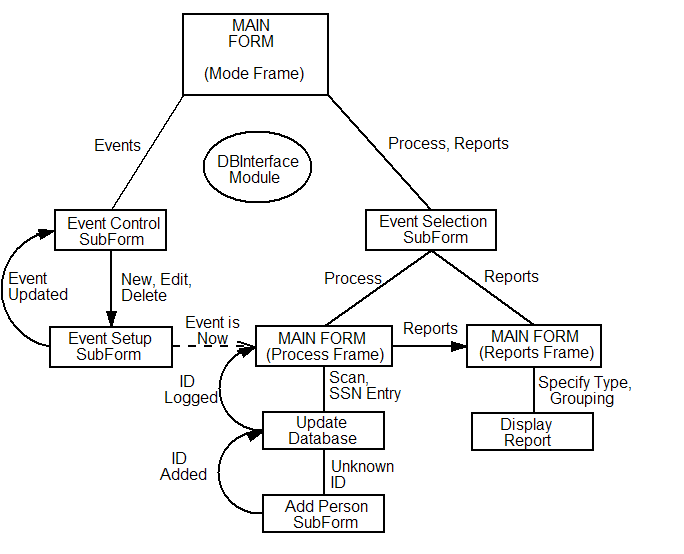 MAIN
FORM
(Mode Frame)
Events
Process, Reports
DBInterface
Module
Event Control
SubForm
Event Selection
SubForm
Event
Updated
New, Edit,
Delete
Process
Reports
Event Setup
SubForm
Event is
Now
MAIN FORM
(Process Frame)
Reports
MAIN FORM
(Reports Frame)
ID
Logged
Scan,
SSN Entry
Specify Type,
Grouping
Update
Database
Display
Report
ID
Added
Unknown
ID
Add Person
SubForm